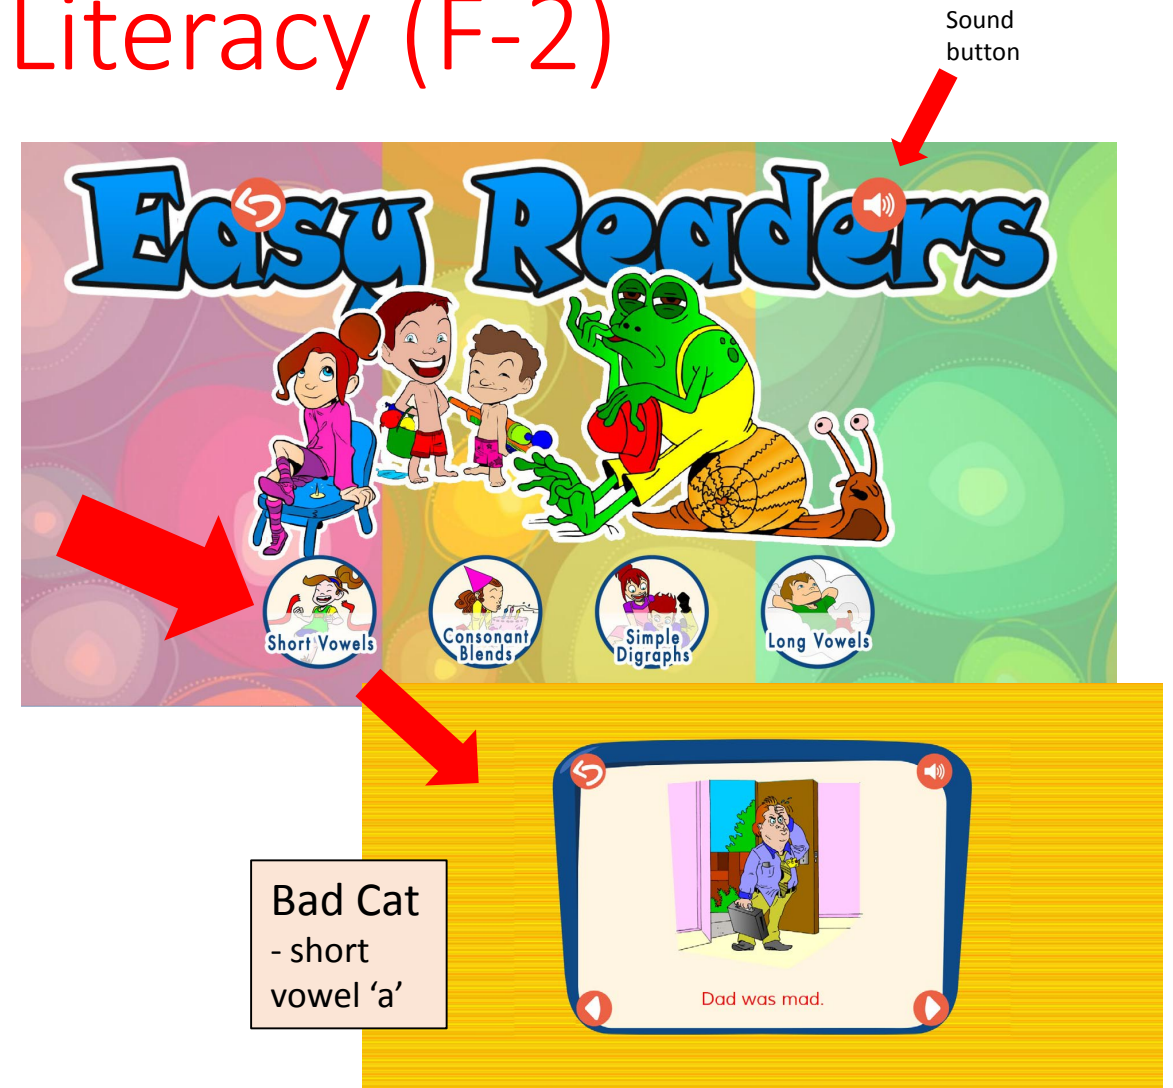 Literacy (F-2)
Sound
button
Easy Readers
Short Vowels
Consonant
Blends
Simple
Digraphs
Long Vowels
Bad Cat
- short
vowel ‘a’
Dad was mad.